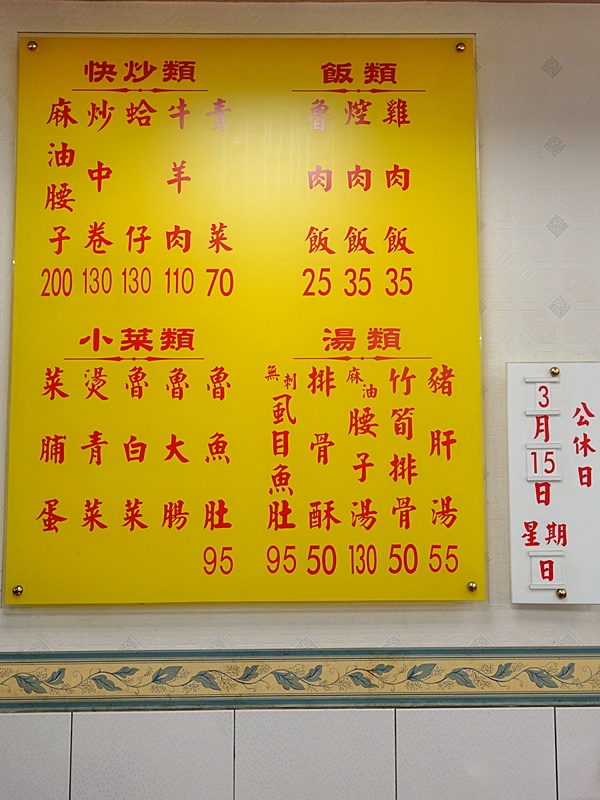 飯類
雞肉飯 35
焢肉飯 35
魯肉飯 25
快炒類
青菜 70
牛羊肉 110
蛤仔 130
炒中卷 130
麻油腰子 200
湯類
豬肝湯 55
竹筍排骨 50
麻油腰子湯 130
排骨酥 50
無刺虱目魚肚 95
小菜類
魯魚肚 95
魯大腸
魯白菜
燙青菜
菜脯蛋
公休日
3月15日
星期日